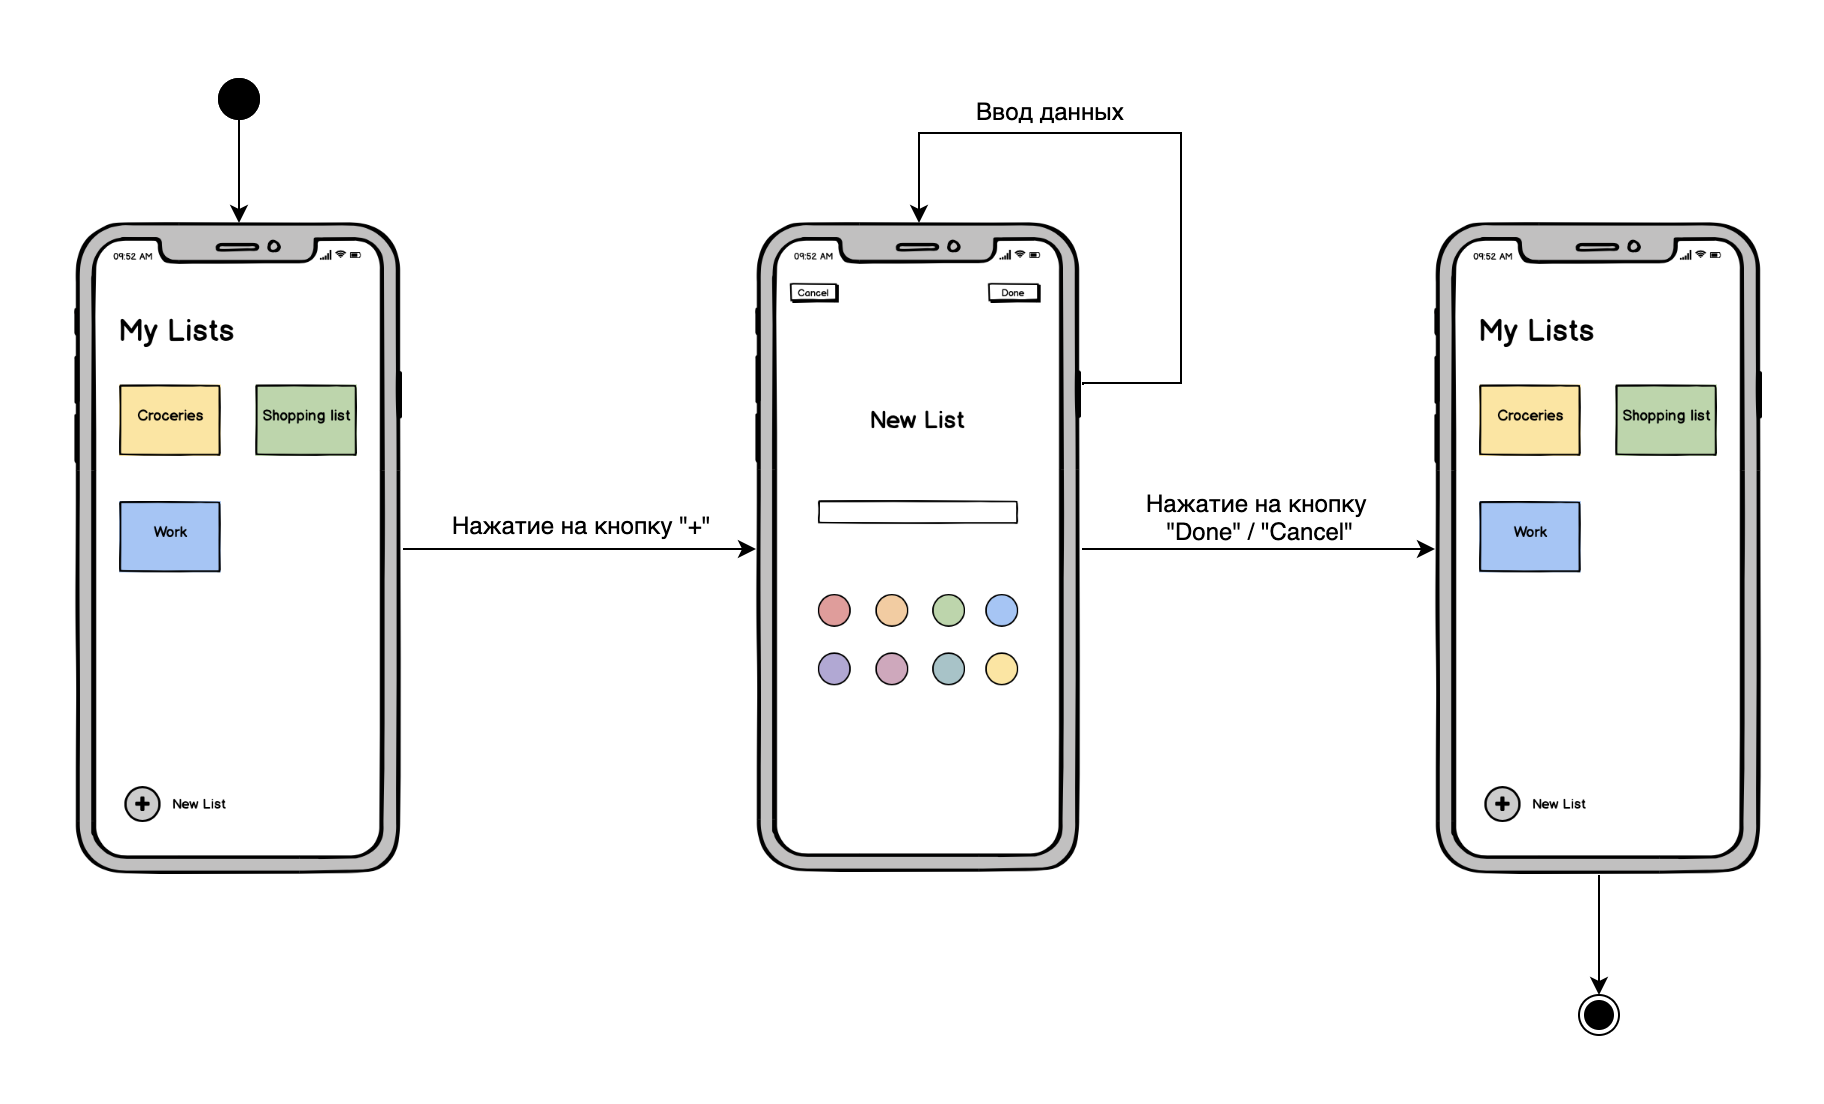 Ввод данных
09:52 AM
My Lists
Croceries
Shopping list
Work
New List
Нажатие на кнопку "+"
09:52 AM
Cancel
Done
New List
Нажатие на кнопку
"Done" / "Cancel"
09:52 AM
My Lists
Croceries
Shopping list
Work
New List